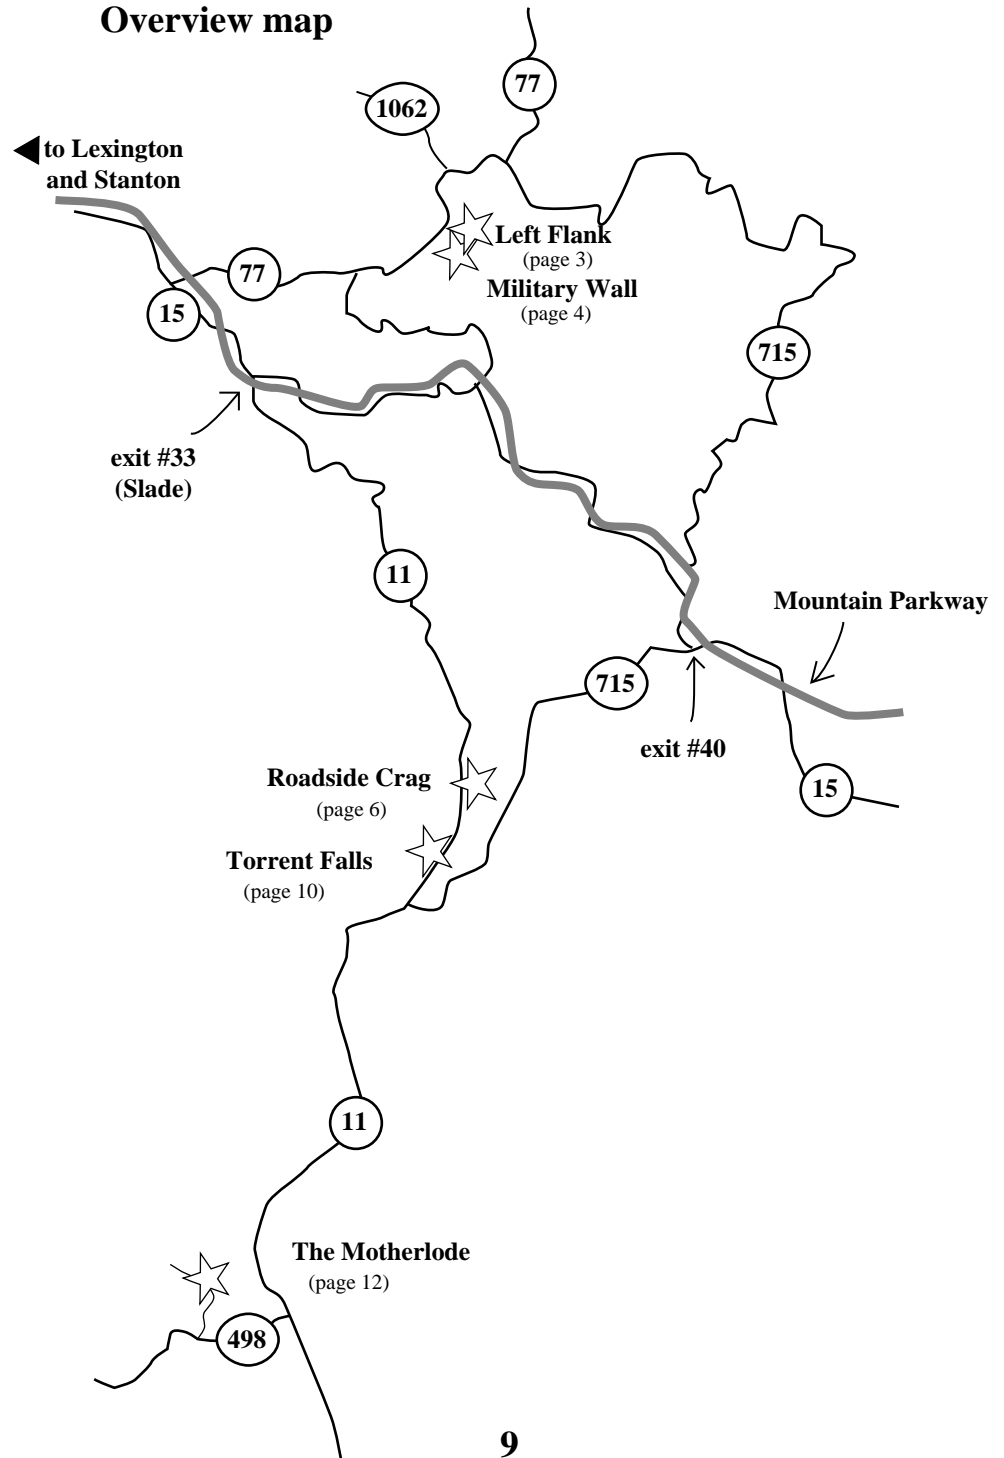 Overview map
77
1062
to Lexington
and Stanton
Left Flank
(page 3)
77
Military Wall
(page 4)
15
715
exit #33
(Slade)
11
Mountain Parkway
715
exit #40
Roadside Crag
(page 6)
15
Torrent Falls
(page 10)
11
The Motherlode
(page 12)
498
9